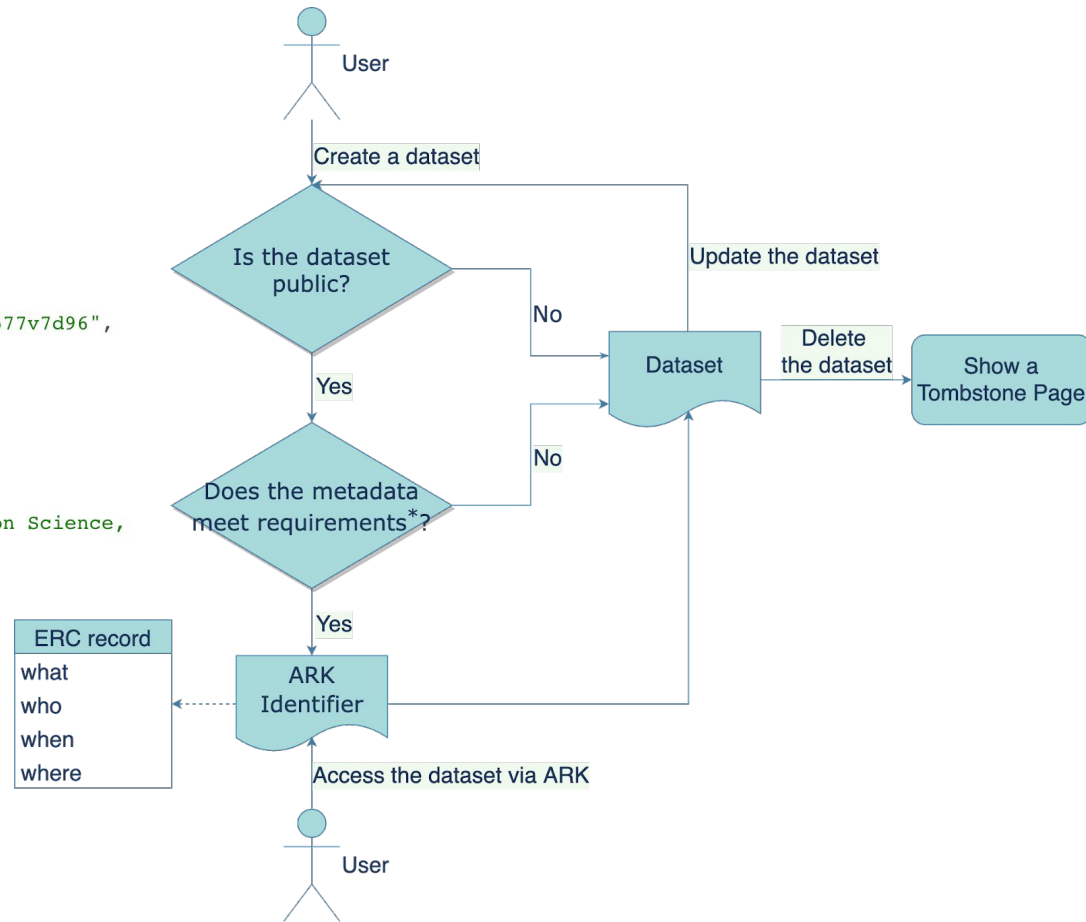 User
Create a dataset
Is the dataset
public?
Update the dataset
No
77v7d96",
Delete
the dataset
Dataset
Show a
Tombstone Page
Yes
No
Does the metadata
meet requirements*?
Science,
Yes
ERC record
what
who
when
where
ARK
Identifier
Access the dataset via ARK
User